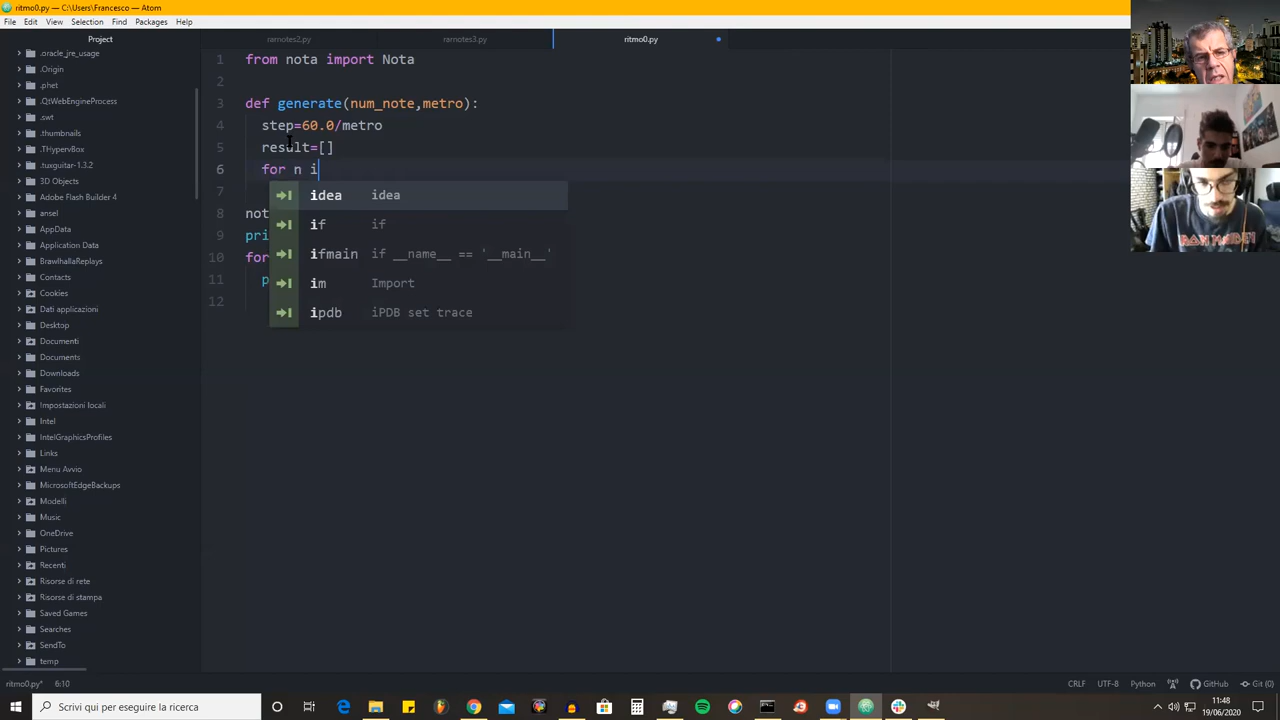 ritmo0.py — C:\Users\Francesco — Atom
File Edit View Selection Find Packages Help
Project
rarnotes2.py
rarnotes3.py
ritmo0.py
.oracle_jre_usage
.Origin
.phet
.QtWebEngineProcess
.swt
.thumbnails
.THypervBox
.tuxguitar-1.3.2
3D Objects
Adobe Flash Builder 4
ansel
AppData
Application Data
BrawlhallaReplays
Contacts
Cookies
Dati applicazioni
Desktop
Documenti
Documents
Downloads
Favorites
Impostazioni locali
Intel
IntelGraphicsProfiles
Links
Menu Avvio
MicrosoftEdgeBackups
Modelli
Music
OneDrive
Pictures
Recenti
Risorse di rete
Risorse di stampa
Saved Games
Searches
SendTo
temp
1 from nota import Nota
2
3 def generate(num_note,metro):
4 step=60.0/metro
5 result=[]
6 for n i
7
8 not
9 pri
10 for
11 p
12
idea idea
if if
ifmain if __name__ == '__main__'
im Import
ipdb iPDB set trace
IRON MAIDEN
ritmo0.py* 6:10
CRLF UTF-8 Python GitHub Git (0)
Scrivi qui per eseguire la ricerca
11:48
19/06/2020